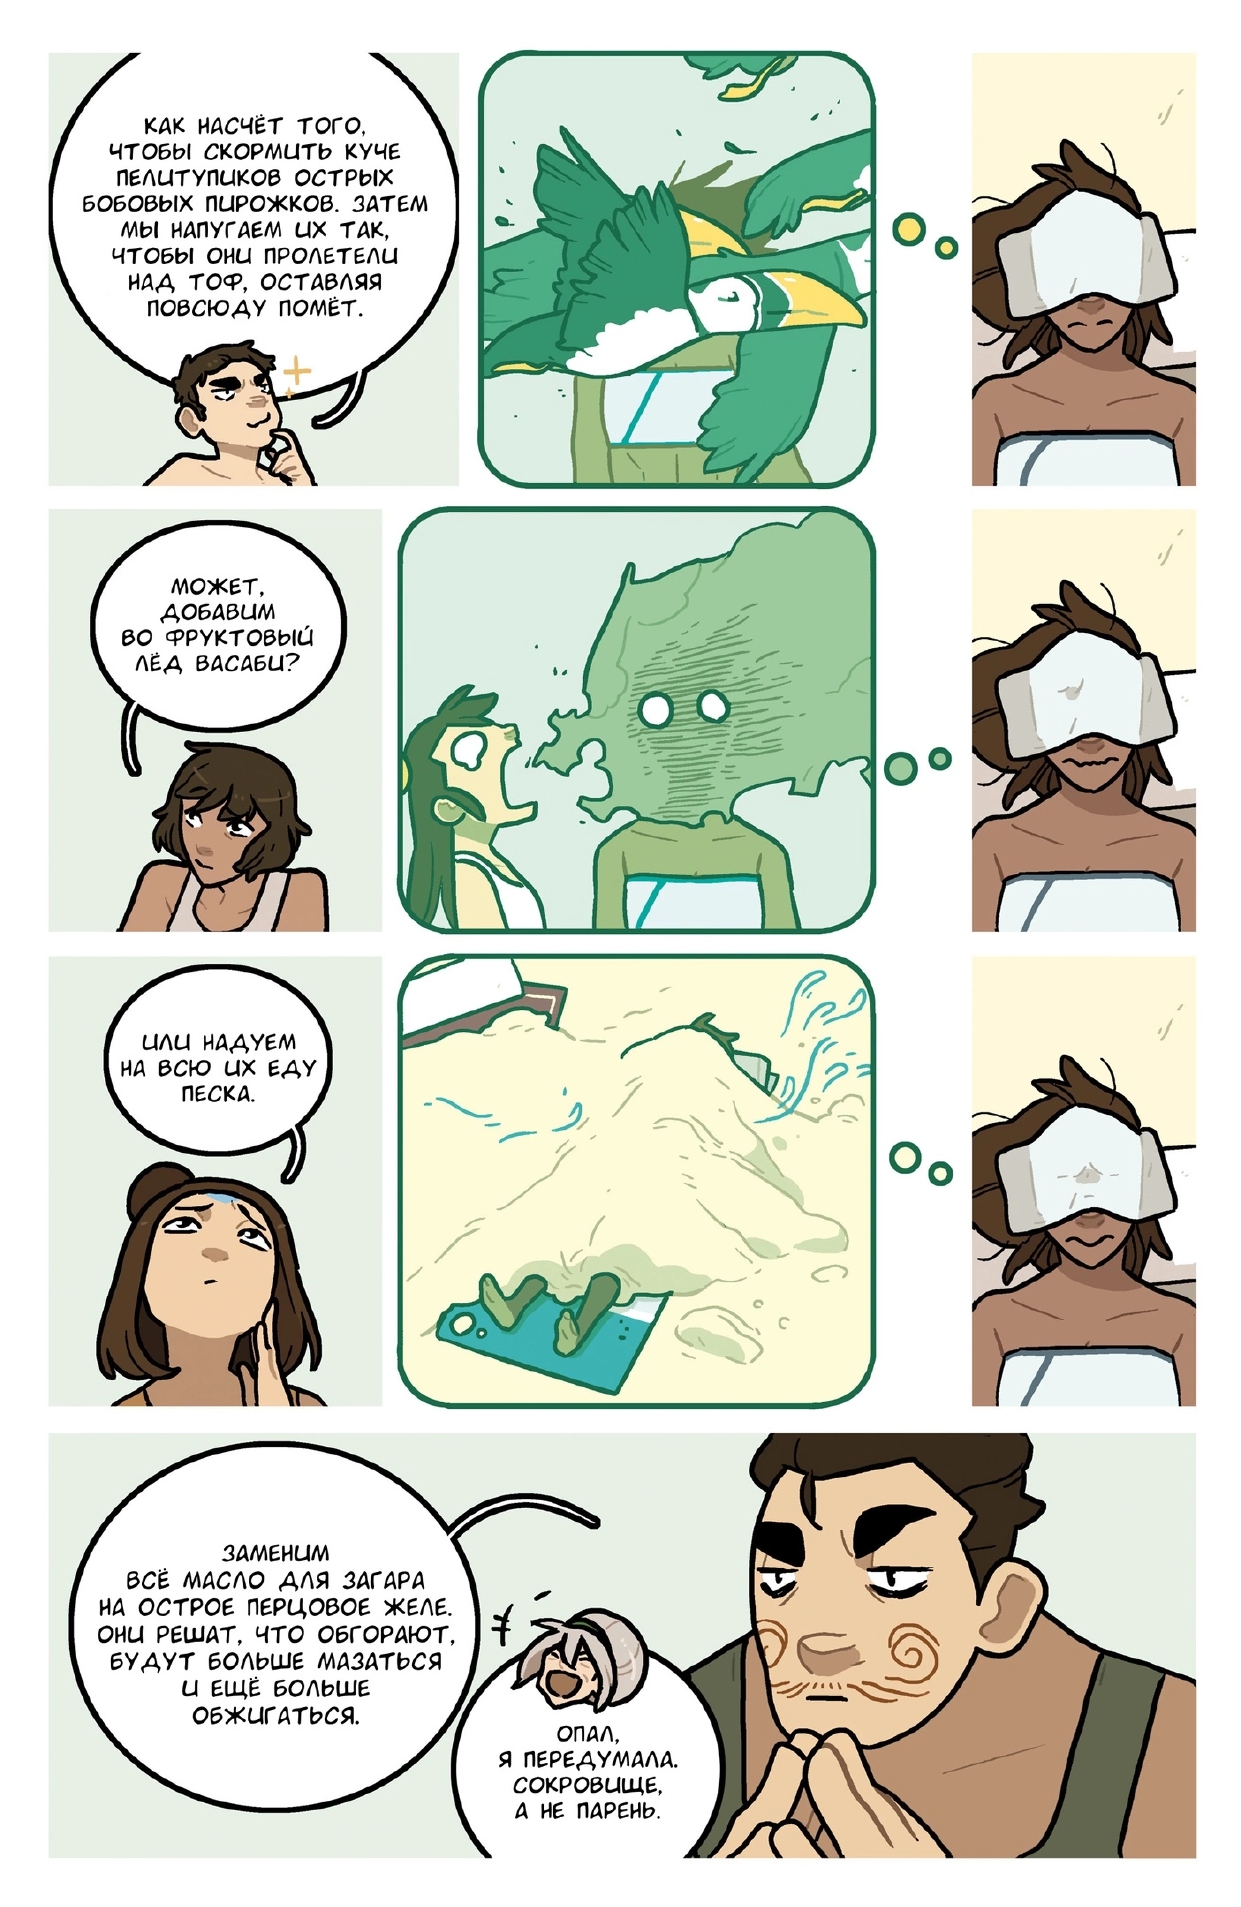 КАК НАСЧЁТ ТОГО,
ЧТОБЫ СКОРМИТЬ КУЧЕ
ПЕЛИТУПИКОВ ОСТРЫХ
БОБОВЫХ ПИРОЖКОВ. ЗАТЕМ
МЫ НАПУГАЕМ ИХ ТАК,
ЧТОБЫ ОНИ ПРОЛЕТЕЛИ
НАД ТОФ, ОСТАВЛЯЯ
ПОВСЮДУ ПОМЁТ.
МОЖЕТ,
ДОБАВИМ
ВО ФРУКТОВЫЙ
ЛЁД ВАСАБИ?
ИЛИ НАДУЕМ
НА ВСЮ ИХ ЕДУ
ПЕСКА.
ЗАМЕНИМ
ВСЁ МАСЛО ДЛЯ ЗАГАРА
НА ОСТРОЕ ПЕРЦОВОЕ ЖЕЛЕ.
ОНИ РЕШАТ, ЧТО ОБГОРАЮТ,
БУДУТ БОЛЬШЕ МАЗАТЬСЯ
И ЕЩЁ БОЛЬШЕ
ОБЖИГАТЬСЯ.
ОПАЛ,
Я ПЕРЕДУМАЛА.
СОКРОВИЩЕ,
А НЕ ПАРЕНЬ.